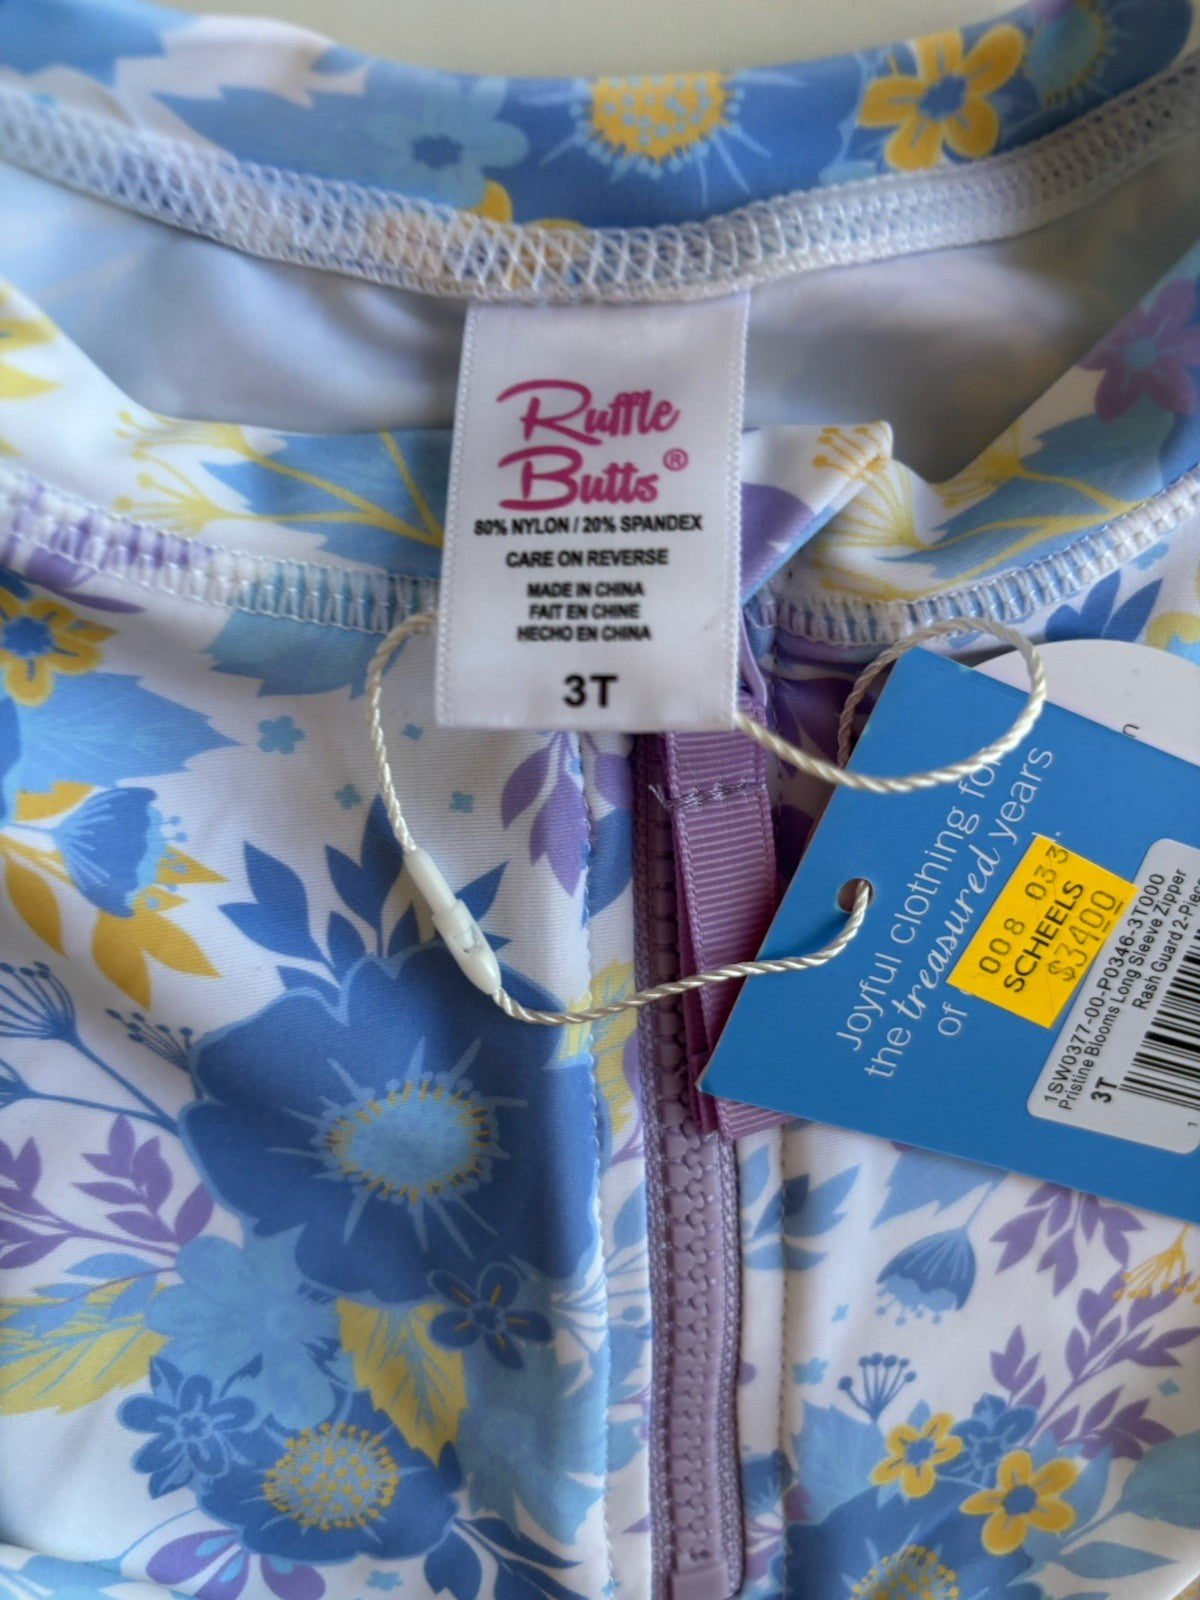 Ruffle
Butts®
80% NYLON / 20% SPANDEX
CARE ON REVERSE
MADE IN CHINA
FAIT EN CHINE
HECHO EN CHINA
3T
Joyful clothing for
the treasured years
of
008 033
SCHEELS
$34.00
1SW0377-00-P0346-3T000
Pristine Blooms Long Sleeve Zipper
Rash Guard 2-Piece
3T